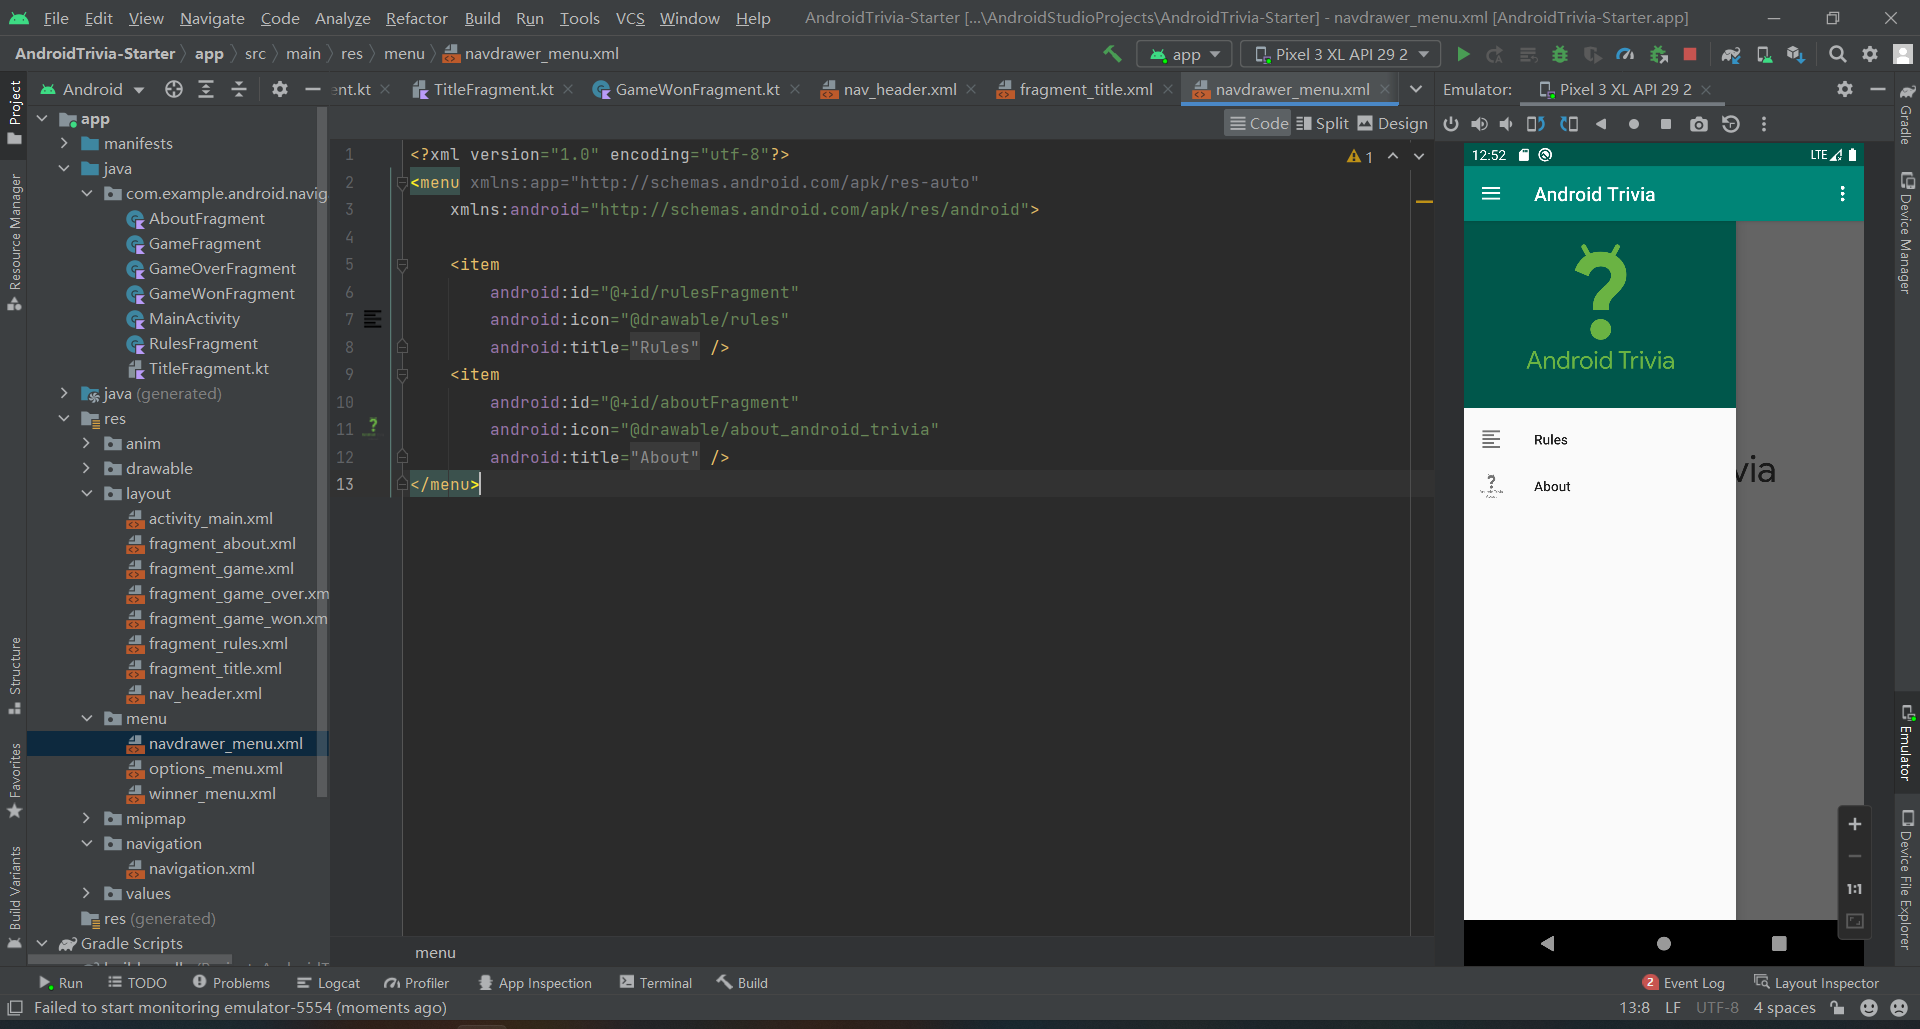 File Edit View Navigate Code Analyze Refactor Build Run Tools VCS Window Help AndroidTrivia-Starter [...\AndroidStudioProjects\AndroidTrivia-Starter] - navdrawer_menu.xml [AndroidTrivia-Starter.app]
AndroidTrivia-Starter app src main res menu navdrawer_menu.xml app Pixel 3 XL API 29 2
Android ent.kt TitleFragment.kt GameWonFragment.kt nav_header.xml fragment_title.xml navdrawer_menu.xml Emulator: Pixel 3 XL API 29 2
Code Split Design
Project
Resource Manager
Structure
Favorites
Build Variants
app
manifests
java
com.example.android.navig
AboutFragment
GameFragment
GameOverFragment
GameWonFragment
MainActivity
RulesFragment
TitleFragment.kt
java (generated)
res
anim
drawable
layout
activity_main.xml
fragment_about.xml
fragment_game.xml
fragment_game_over.xm
fragment_game_won.xm
fragment_rules.xml
fragment_title.xml
nav_header.xml
menu
navdrawer_menu.xml
options_menu.xml
winner_menu.xml
mipmap
navigation
navigation.xml
values
res (generated)
Gradle Scripts
1 <?xml version="1.0" encoding="utf-8"?>
2 <menu xmlns:app="http://schemas.android.com/apk/res-auto"
3 xmlns:android="http://schemas.android.com/apk/res/android">
4
5 <item
6 android:id="@+id/rulesFragment"
7 android:icon="@drawable/rules"
8 android:title="Rules" />
9 <item
10 android:id="@+id/aboutFragment"
11 android:icon="@drawable/about_android_trivia"
12 android:title="About" />
13 </menu>
1
menu
12:52 LTE
Android Trivia
Android Trivia
Rules
About
via
1:1
Gradle
Device Manager
Emulator
Device File Explorer
Run TODO Problems Logcat Profiler App Inspection Terminal Build 2 Event Log Layout Inspector
Failed to start monitoring emulator-5554 (moments ago) 13:8 LF UTF-8 4 spaces